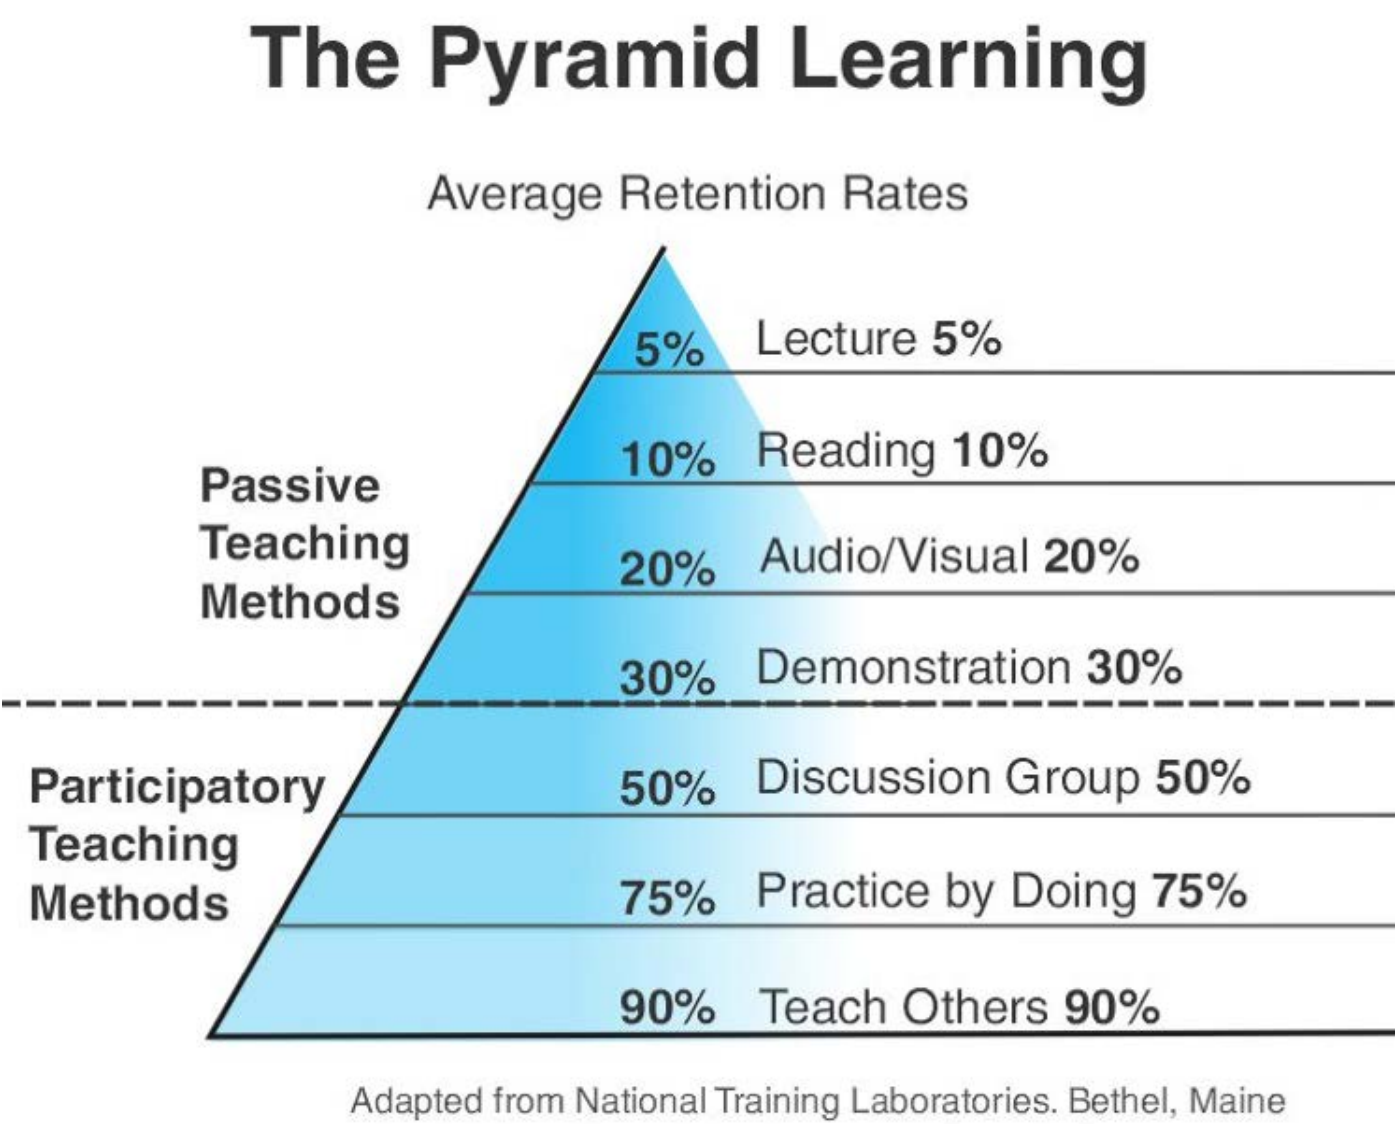 The Pyramid Learning
Average Retention Rates
5% Lecture 5%
10% Reading 10%
Passive
Teaching
Methods
20% Audio/Visual 20%
30% Demonstration 30%
Participatory
Teaching
Methods
50% Discussion Group 50%
75% Practice by Doing 75%
90% Teach Others 90%
Adapted from National Training Laboratories. Bethel, Maine